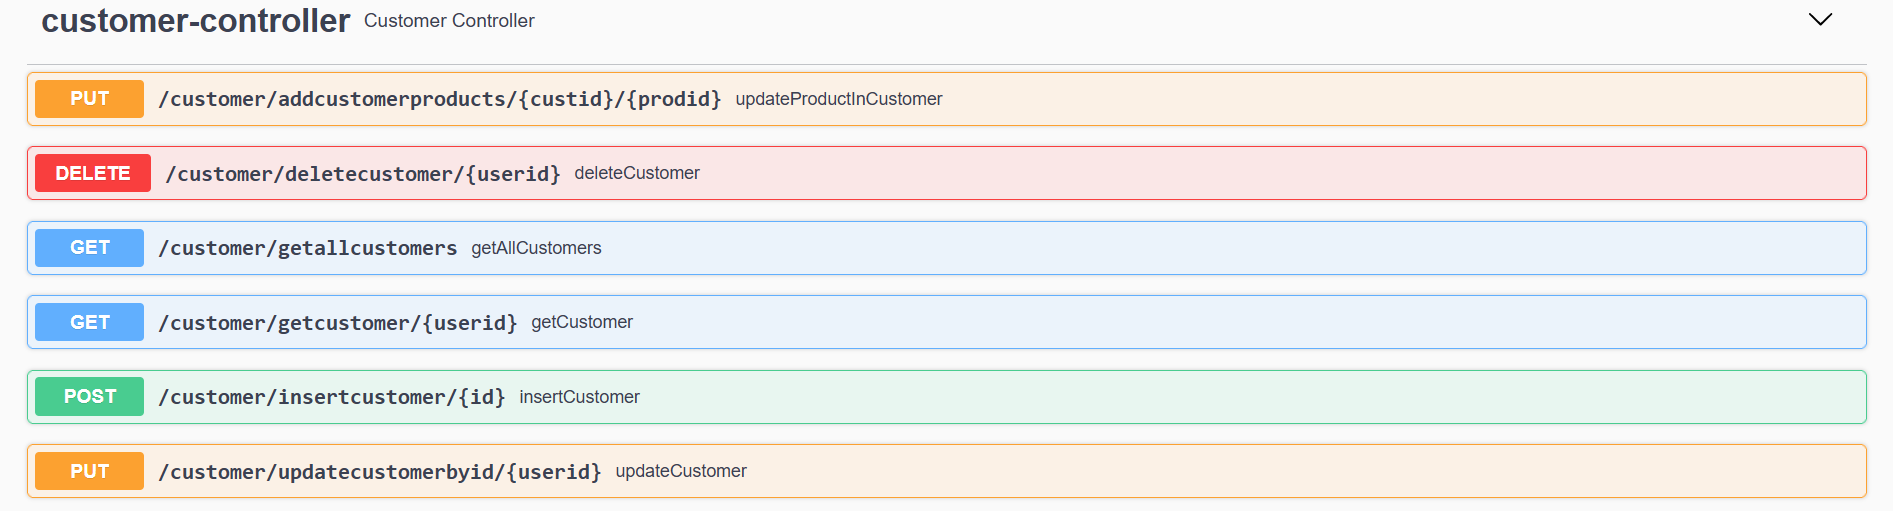 customer-controller Customer Controller
PUT /customer/addcustomerproducts/{custid}/{prodid} updateProductInCustomer
DELETE /customer/deletecustomer/{userid} deleteCustomer
GET /customer/getallcustomers getAllCustomers
GET /customer/getcustomer/{userid} getCustomer
POST /customer/insertcustomer/{id} insertCustomer
PUT /customer/updatecustomerbyid/{userid} updateCustomer